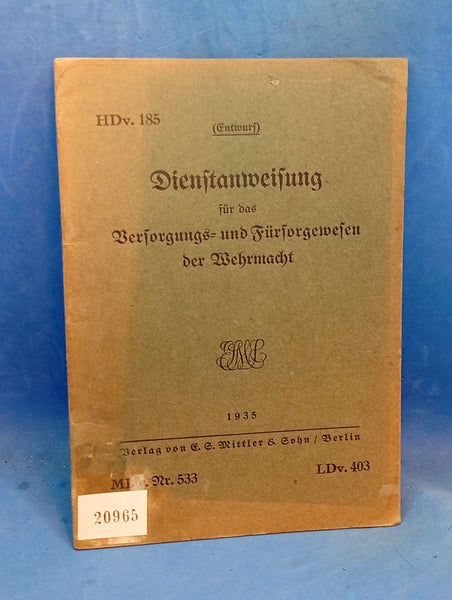 HDv. 185
(Entwurf)
Dienstanweisung
für das
Versorgungs- und Fürsorgewesen
der Wehrmacht
1935
Verlag von E. S. Mittler & Sohn / Berlin
Nr. 533
LDv. 403
20965